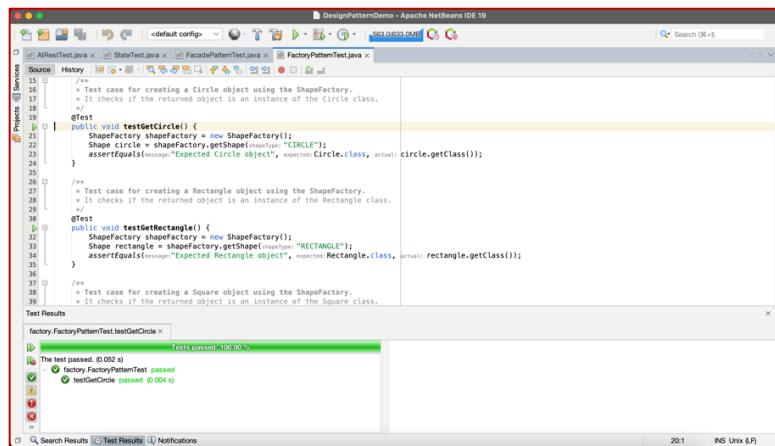 DesignPatternDemo - Apache NetBeans IDE 19
<default config>
563.0/633.0MB
Search (⌘+I)
AtRestTest.java × StateTest.java × FacadePatternTest.java × FactoryPatternTest.java ×
Source History
Services
Projects
15 /**
16 * Test case for creating a Circle object using the ShapeFactory.
17 * It checks if the returned object is an instance of the Circle class.
18 */
19 @Test
public void testGetCircle() {
21 ShapeFactory shapeFactory = new ShapeFactory();
22 Shape circle = shapeFactory.getShape(shapeType: "CIRCLE");
23 assertEquals(message:"Expected Circle object", expected: Circle.class, actual: circle.getClass());
24 }
25
26 /**
27 * Test case for creating a Rectangle object using the ShapeFactory.
28 * It checks if the returned object is an instance of the Rectangle class.
29 */
30 @Test
public void testGetRectangle() {
32 ShapeFactory shapeFactory = new ShapeFactory();
33 Shape rectangle = shapeFactory.getShape(shapeType: "RECTANGLE");
34 assertEquals(message:"Expected Rectangle object", expected: Rectangle.class, actual: rectangle.getClass());
35 }
36
37 /**
38 * Test case for creating a Square object using the ShapeFactory.
39 * It checks if the returned object is an instance of the Square class.
Test Results ×
factory.FactoryPatternTest.testGetCircle ×
Tests passed: 100.00 %
The test passed. (0.052 s)
factory.FactoryPatternTest passed
testGetCircle passed (0.004 s)
Search Results Test Results Notifications
20:1 INS Unix (LF)